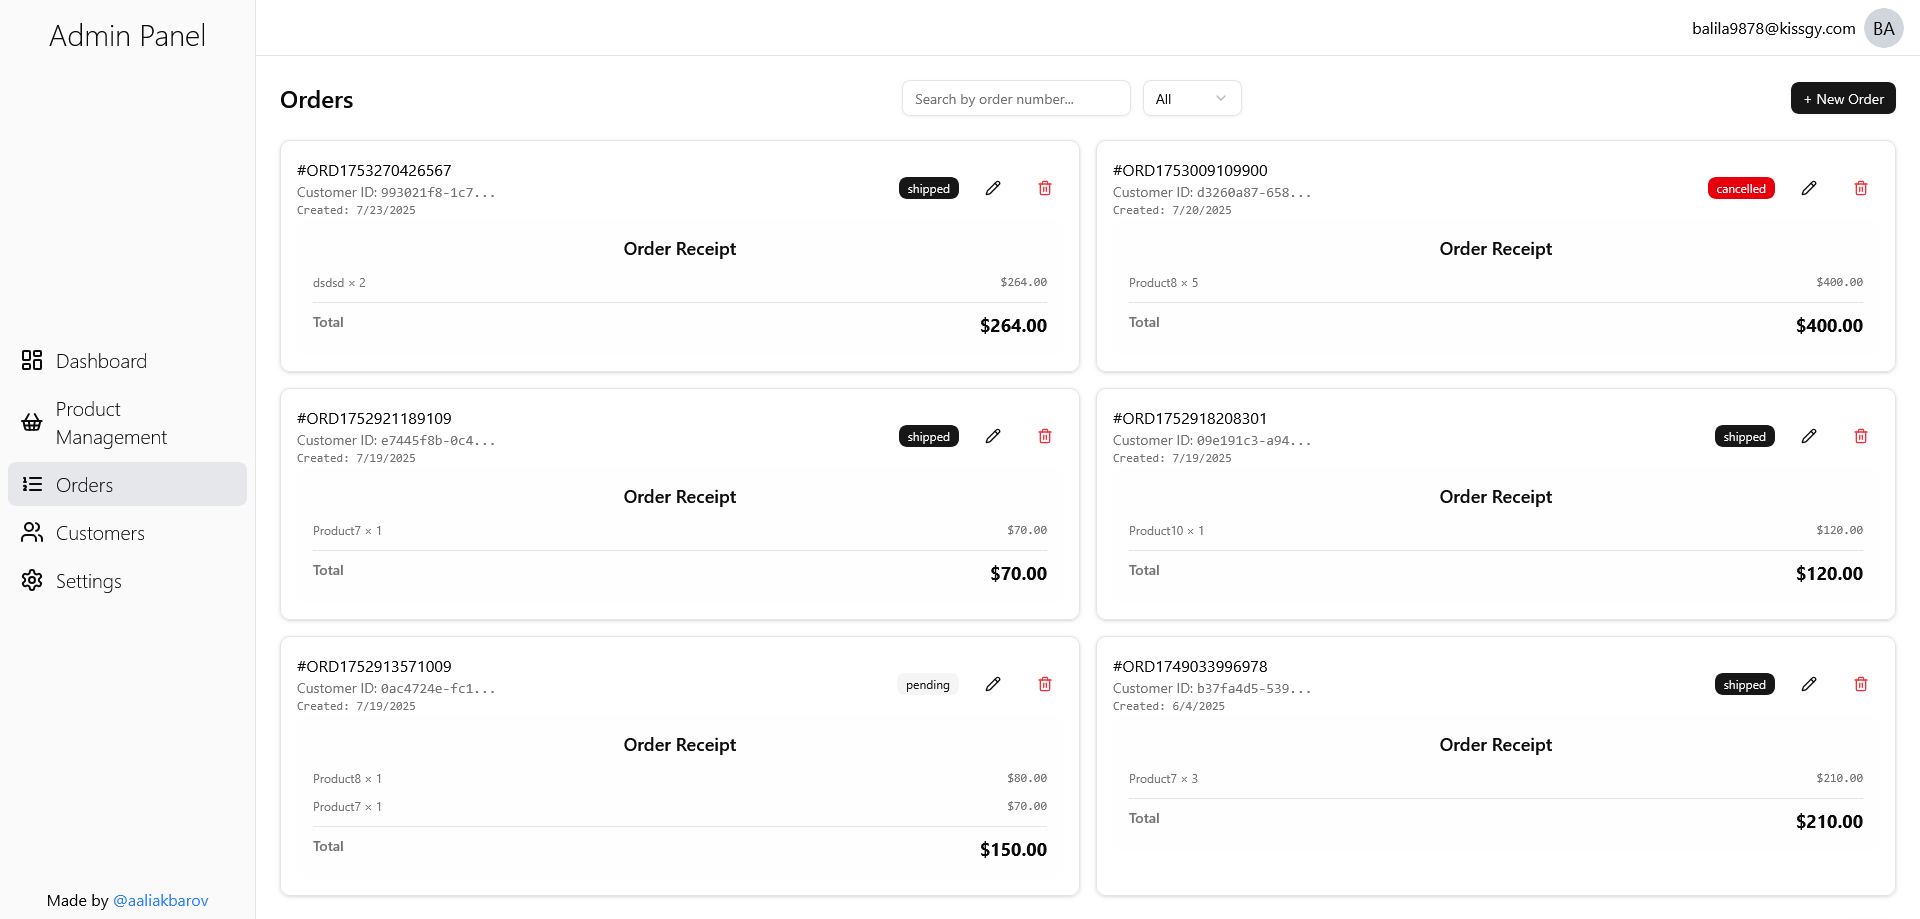 Admin Panel
balila9878@kissgy.com
BA
Dashboard
Product
Management
Orders
Customers
Settings
Made by @aaliakbarov
Orders
Search by order number...
All
+ New Order
#ORD1753270426567
Customer ID: 993021f8-1c7...
Created: 7/23/2025
shipped
Order Receipt
dsdsd × 2
$264.00
Total
$264.00
#ORD1753009109900
Customer ID: d3260a87-658...
Created: 7/20/2025
cancelled
Order Receipt
Product8 × 5
$400.00
Total
$400.00
#ORD1752921189109
Customer ID: e7445f8b-0c4...
Created: 7/19/2025
shipped
Order Receipt
Product7 × 1
$70.00
Total
$70.00
#ORD1752918208301
Customer ID: 09e191c3-a94...
Created: 7/19/2025
shipped
Order Receipt
Product10 × 1
$120.00
Total
$120.00
#ORD1752913571009
Customer ID: 0ac4724e-fc1...
Created: 7/19/2025
pending
Order Receipt
Product8 × 1
$80.00
Product7 × 1
$70.00
Total
$150.00
#ORD1749033996978
Customer ID: b37fa4d5-539...
Created: 6/4/2025
shipped
Order Receipt
Product7 × 3
$210.00
Total
$210.00